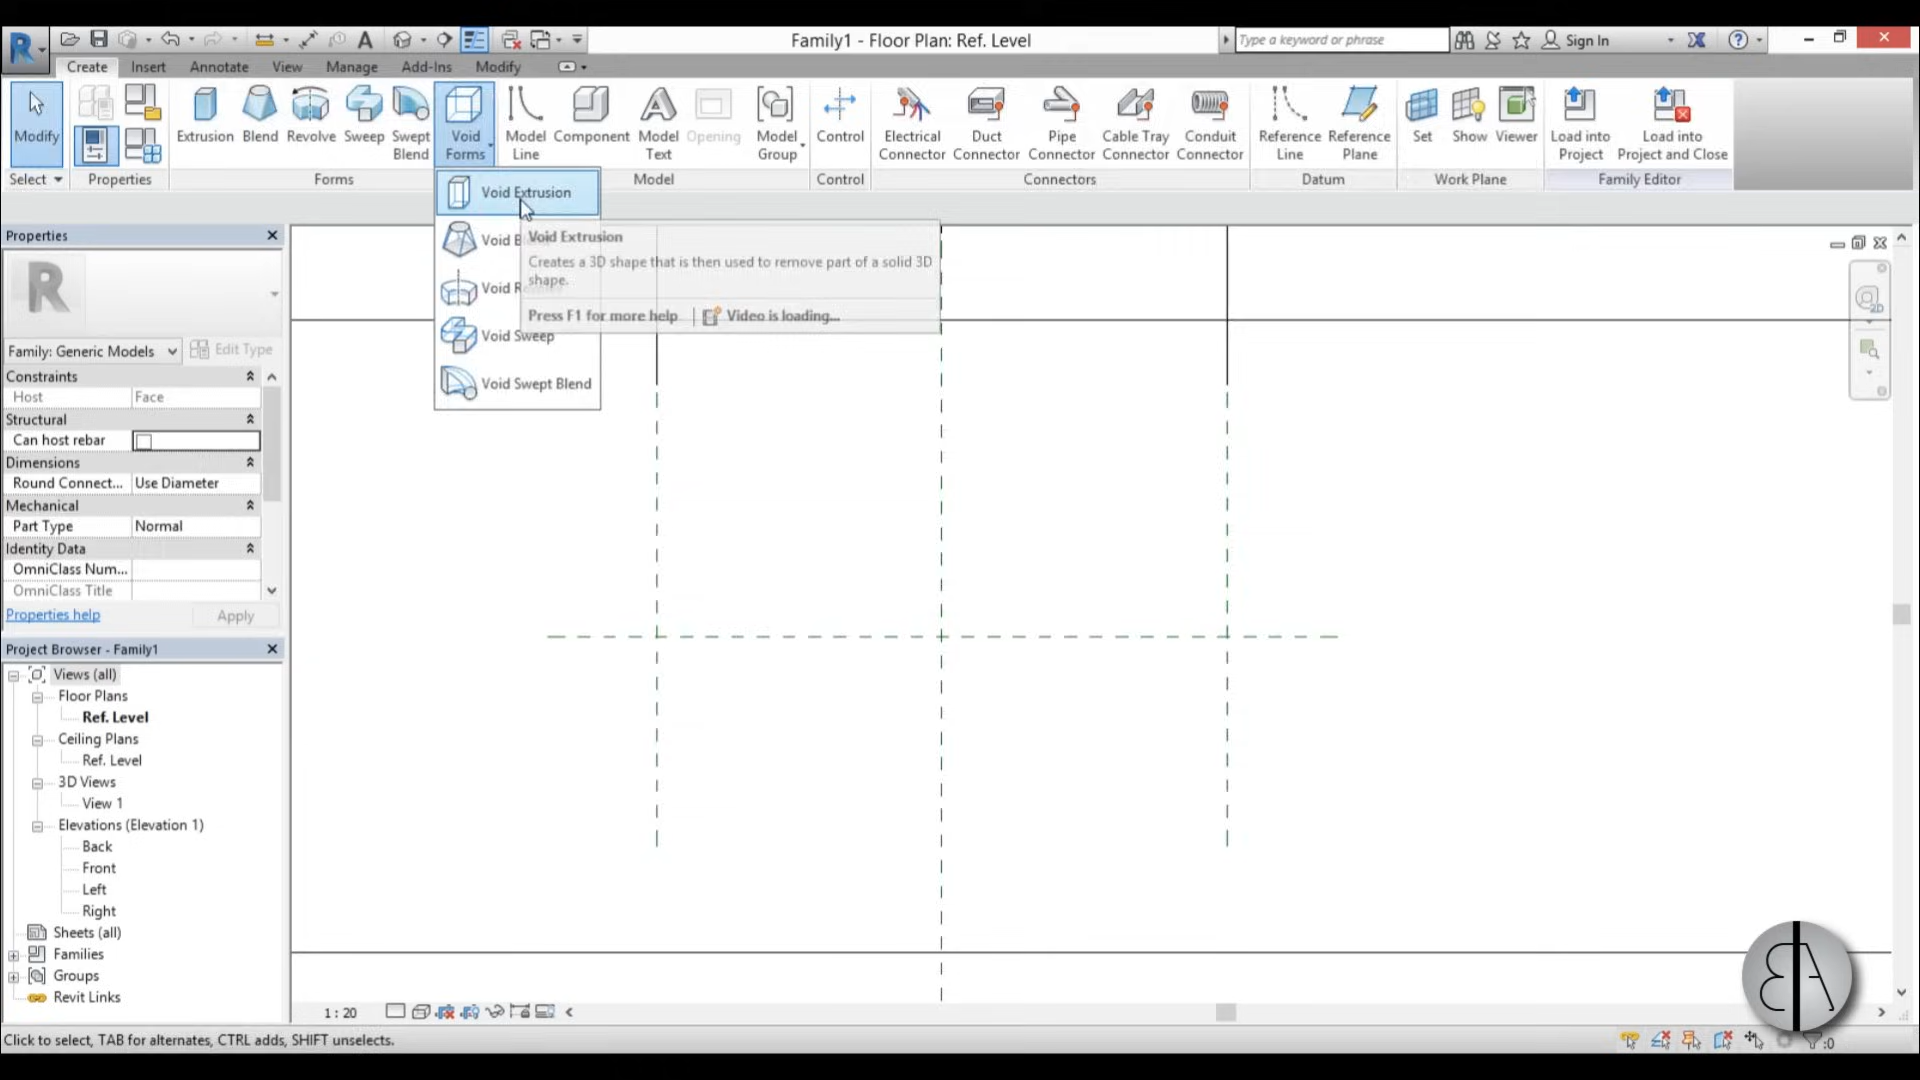 R
Family1 - Floor Plan: Ref. Level
Type a keyword or phrase
Sign In
Create
Insert
Annotate
View
Manage
Add-Ins
Modify
Modify
Extrusion
Blend
Revolve
Sweep
Swept
Blend
Void
Forms
Model
Line
Component
Model
Text
Opening
Model
Group
Control
Electrical
Connector
Duct
Connector
Pipe
Connector
Cable Tray
Connector
Conduit
Connector
Reference
Line
Reference
Plane
Set
Show
Viewer
Load into
Project
Load into
Project and Close
Select
Properties
Forms
Model
Control
Connectors
Datum
Work Plane
Family Editor
Void Extrusion
Void B
Void R
Void Sweep
Void Swept Blend
Void Extrusion
Creates a 3D shape that is then used to remove part of a solid 3D
shape.
Press F1 for more help
Video is loading...
Properties
R
Family: Generic Models
Edit Type
Constraints
Host Face
Structural
Can host rebar
Dimensions
Round Connect... Use Diameter
Mechanical
Part Type Normal
Identity Data
OmniClass Num...
OmniClass Title
Properties help
Apply
Project Browser - Family1
Views (all)
Floor Plans
Ref. Level
Ceiling Plans
Ref. Level
3D Views
View 1
Elevations (Elevation 1)
Back
Front
Left
Right
Sheets (all)
Families
Groups
Revit Links
2D
1 : 20
Click to select, TAB for alternates, CTRL adds, SHIFT unselects.
:0
BA